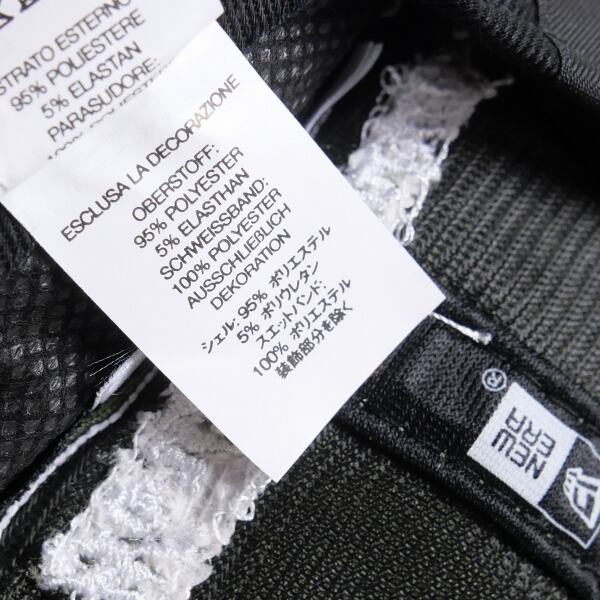 STRATO ESTERNO
95% POLIESTERE
5% ELASTAN
PARASUDORE:
100% POLYESTER
ESCLUSA LA DECORAZIONE
OBERSTOFF:
95% POLYESTER
5% ELASTHAN
SCHWEISSBAND:
100% POLYESTER
AUSSCHLIEßLICH
DEKORATION
シェル: 95% ポリエステル
5% ポリウレタン
スエットバンド:
100% ポリエステル
装飾部分を除く
®
NEW
ERA